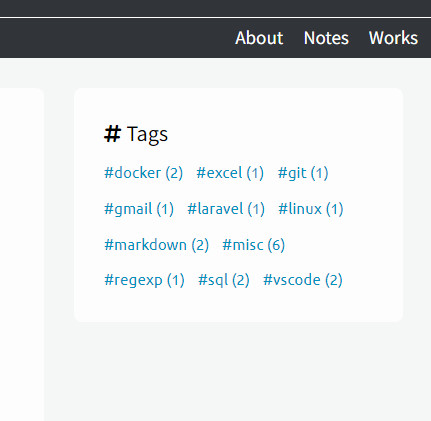 About Notes Works
# Tags
#docker (2) #excel (1) #git (1)
#gmail (1) #laravel (1) #linux (1)
#markdown (2) #misc (6)
#regexp (1) #sql (2) #vscode (2)